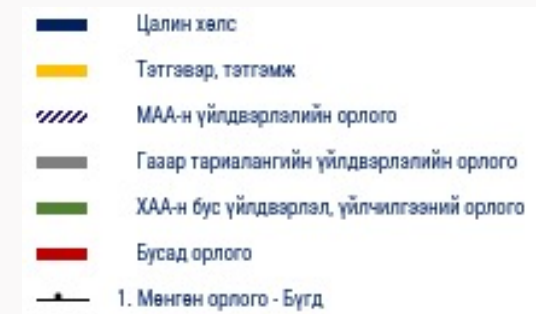 Цалин хөлс
Тэтгэвэр, тэтгэмж
МАА-н үйлдвэрлэлийн орлого
Газар тариалангийн үйлдвэрлэлийн орлого
ХАА-н бус үйлдвэрлэл, үйлчилгээний орлого
Бусад орлого
1. Мөнгөн орлого - Бүгд